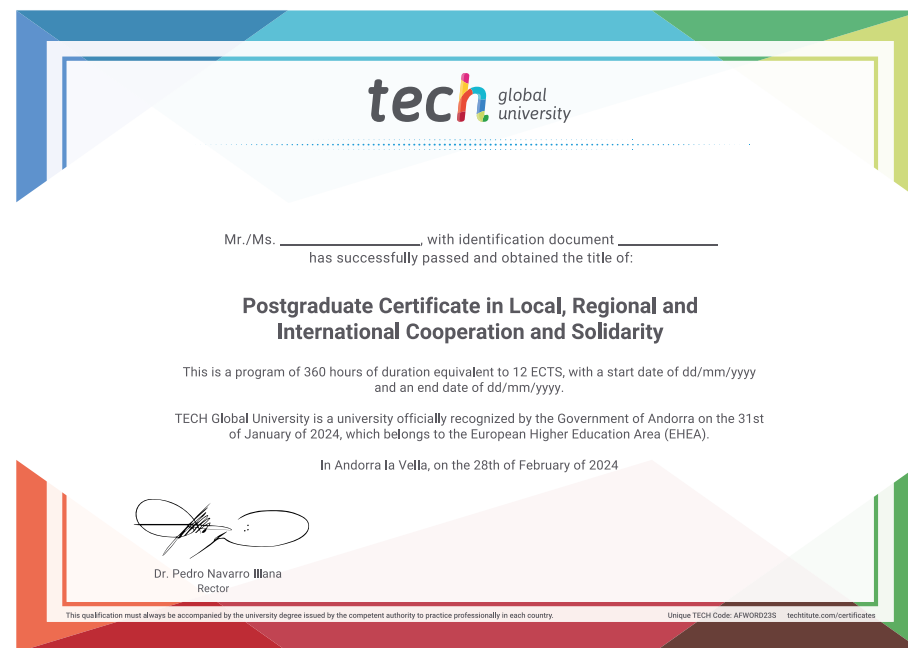 tech global university
Mr./Ms. ____________________, with identification document ______________
has successfully passed and obtained the title of:
Postgraduate Certificate in Local, Regional and
International Cooperation and Solidarity
This is a program of 360 hours of duration equivalent to 12 ECTS, with a start date of dd/mm/yyyy
and an end date of dd/mm/yyyy.
TECH Global University is a university officially recognized by the Government of Andorra on the 31st
of January of 2024, which belongs to the European Higher Education Area (EHEA).
In Andorra la Vella, on the 28th of February of 2024
Dr. Pedro Navarro Illana
Rector
This qualification must always be accompanied by the university degree issued by the competent authority to practice professionally in each country.
Unique TECH Code: AFWORD23S techtitute.com/certificates